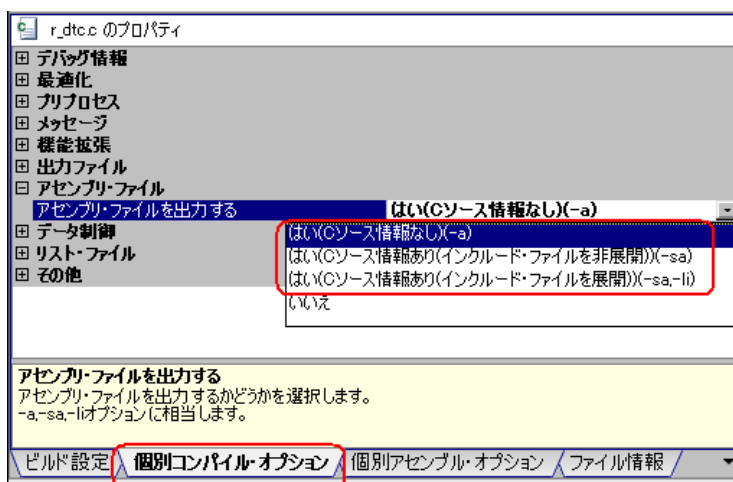 r_dtc.c のプロパティ
デバッグ情報
最適化
プリプロセス
メッセージ
機能拡張
出力ファイル
アセンブリ・ファイル
アセンブリ・ファイルを出力する はい(Cソース情報なし)(-a)
データ制御 はい(Cソース情報なし)(-a)
はい(Cソース情報あり(インクルード・ファイルを非展開))(-sa)
リスト・ファイル はい(Cソース情報あり(インクルード・ファイルを展開))(-sa,-li)
その他 いいえ
アセンブリ・ファイルを出力する
アセンブリ・ファイルを出力するかどうかを選択します。
-a,-sa,-liオプションに相当します。
ビルド設定 個別コンパイル・オプション 個別アセンブル・オプション ファイル情報